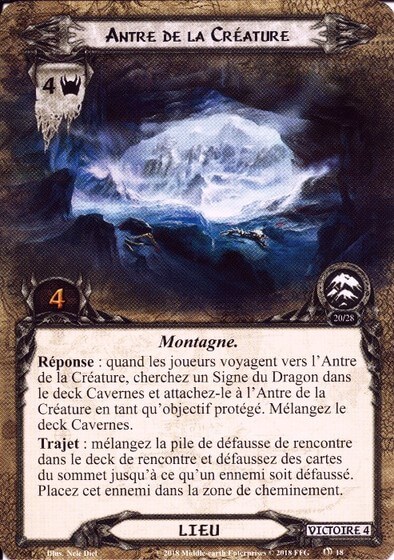 Antre de la Créature
4
4
20/28
Montagne.
Réponse : quand les joueurs voyagent vers l'Antre
de la Créature, cherchez un Signe du Dragon dans
le deck Cavernes et attachez-le à l'Antre de la
Créature en tant qu'objectif protégé. Mélangez le
deck Cavernes.
Trajet : mélangez la pile de défausse de rencontre
dans le deck de rencontre et défaussez des cartes
du sommet jusqu'à ce qu'un ennemi soit défaussé.
Placez cet ennemi dans la zone de cheminement.
LIEU
VICTOIRE 4
© 2018 Middle-earth Enterprises © 2018 FFG
18